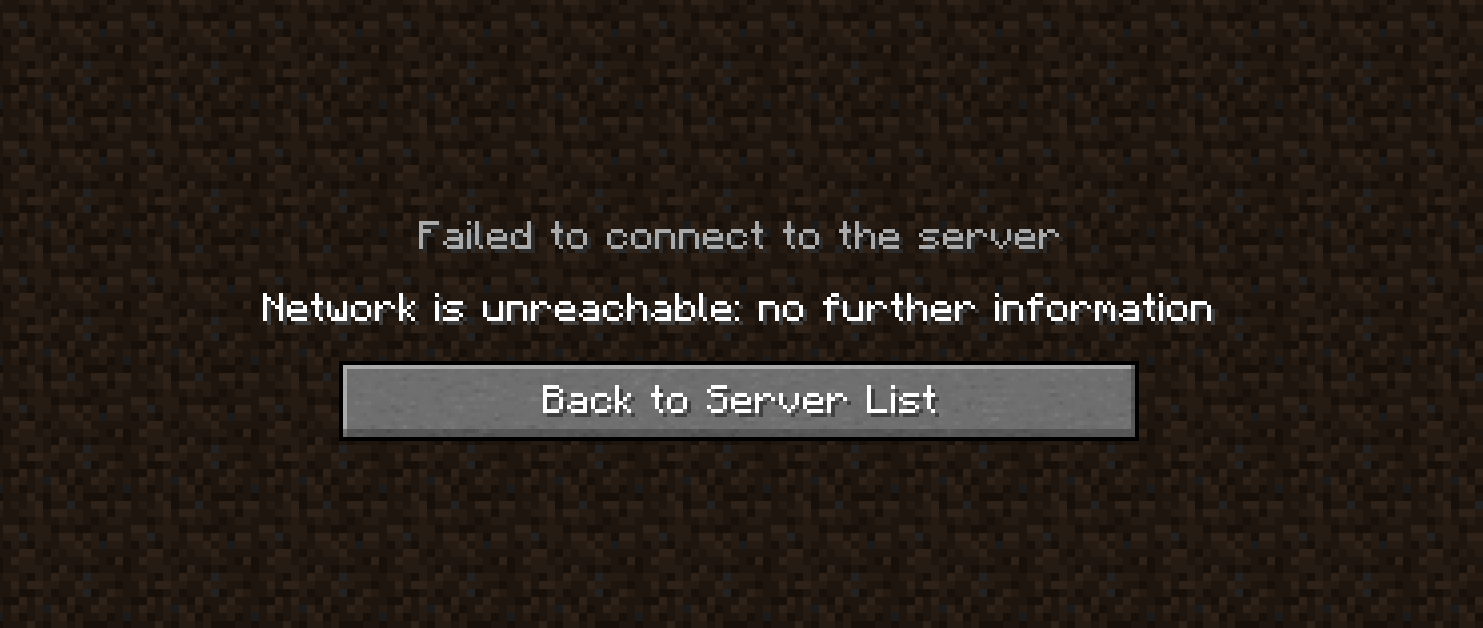 Failed to connect to the server
Network is unreachable: no further information
Back to Server List